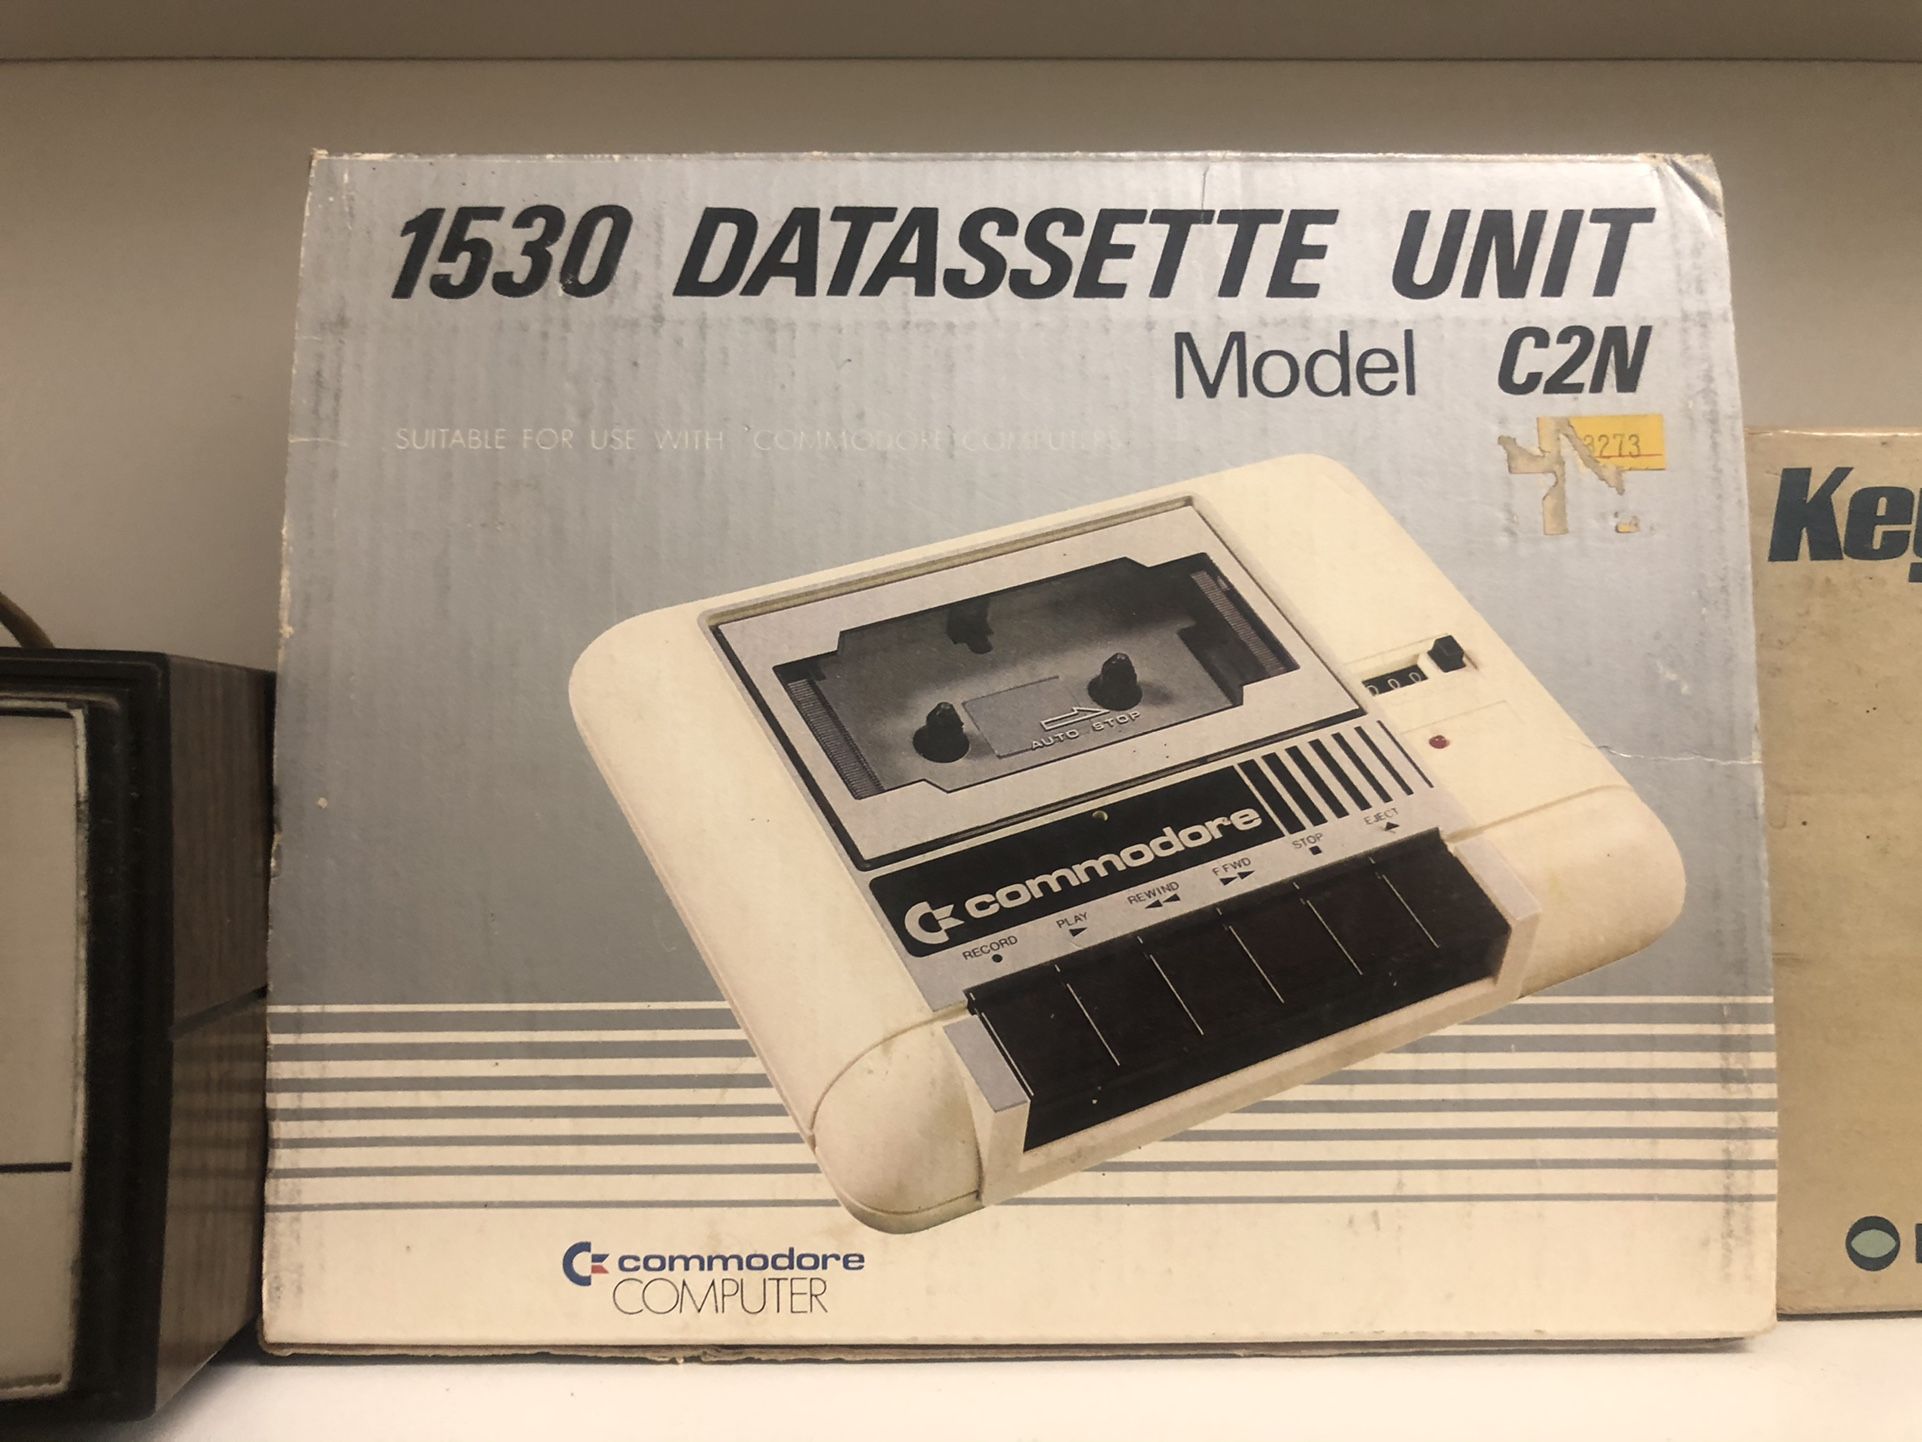 1530 DATASSETTE UNIT
Model C2N
SUITABLE FOR USE WITH COMMODORE COMPUTERS
3273
000
AUTO STOP
commodore
RECORD
PLAY
REWIND
F.FWD
STOP
EJECT
commodore
COMPUTER